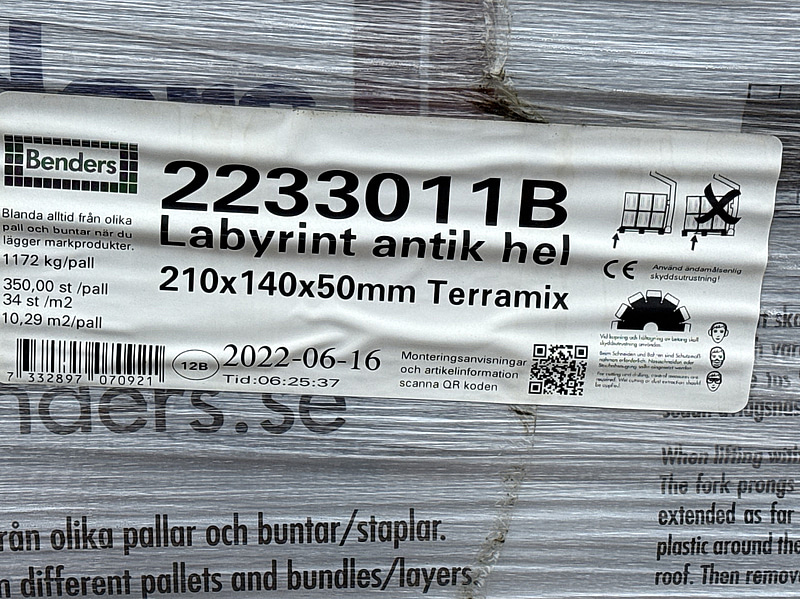 Benders
2233011B
Labyrint antik hel
210x140x50mm Terramix
Blanda alltid från olika
pall och buntar när du
lägger markprodukter.
1172 kg/pall
350,00 st /pall
34 st /m2
10,29 m2/pall
7 332897 070921
12B
2022-06-16
Tid:06:25:37
Monteringsanvisningar
och artikelinformation
scanna QR koden
CE
Använd ändamålsenlig
skyddsutrustning!
nders.se
från olika pallar och buntar/staplar.
different pallets and bundles/layers.
When lifting with
The fork prongs
extended as far
plastic around the
roof. Then remov